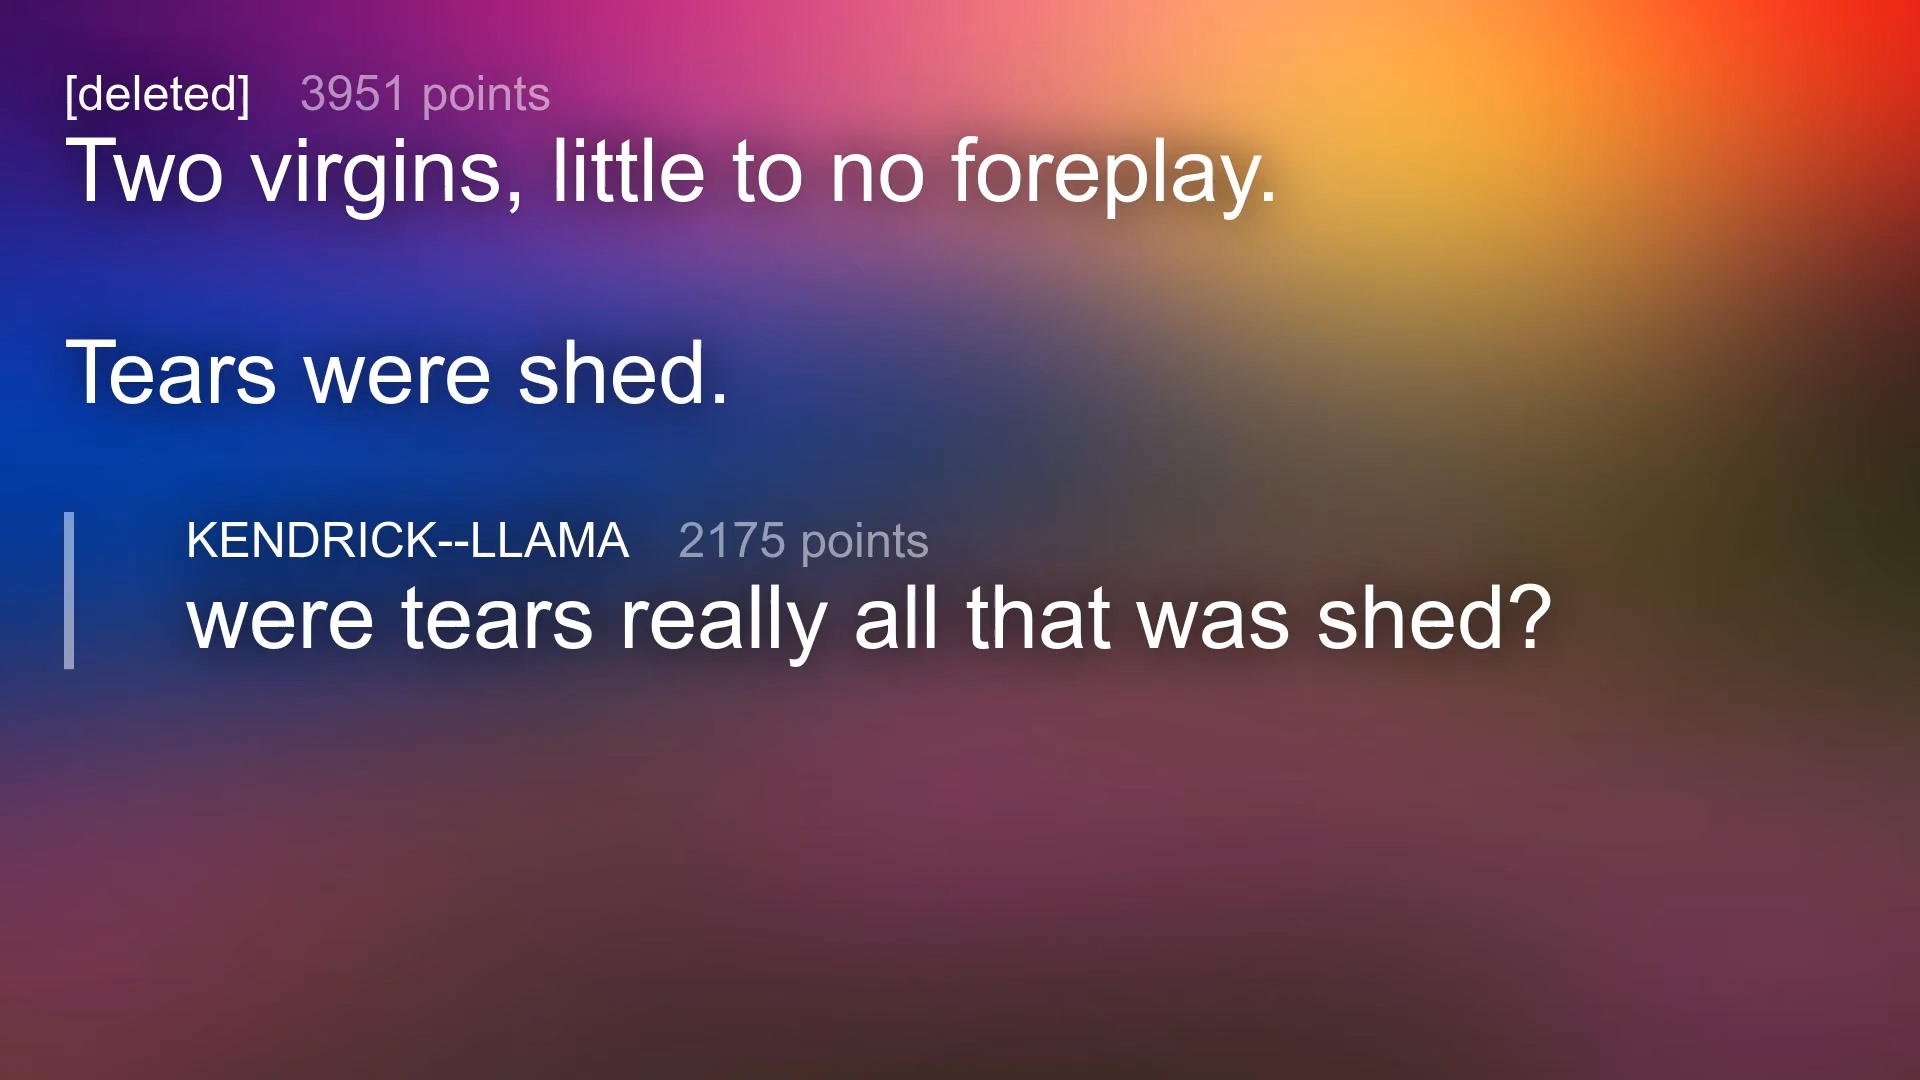 [deleted] 3951 points
Two virgins, little to no foreplay.
Tears were shed.
KENDRICK--LLAMA 2175 points
were tears really all that was shed?